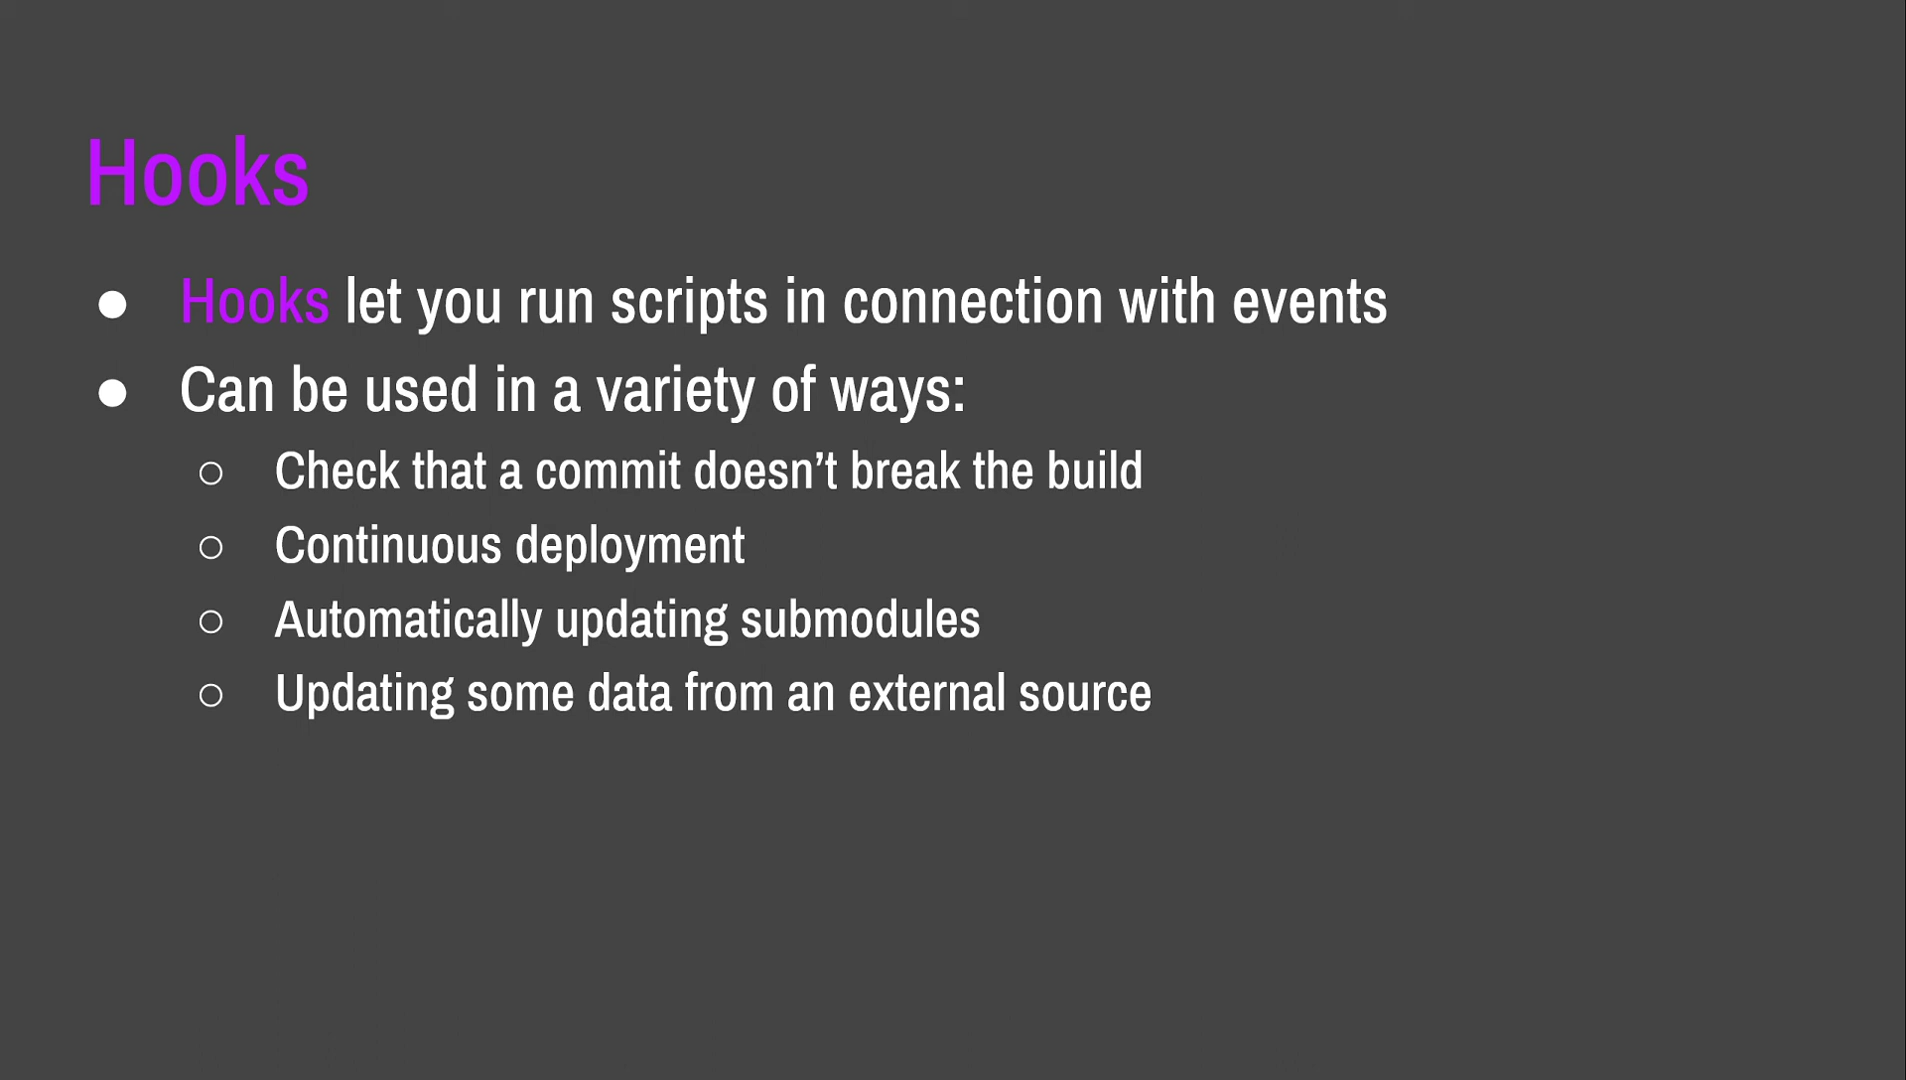 Hooks
● Hooks let you run scripts in connection with events
● Can be used in a variety of ways:
○ Check that a commit doesn’t break the build
○ Continuous deployment
○ Automatically updating submodules
○ Updating some data from an external source